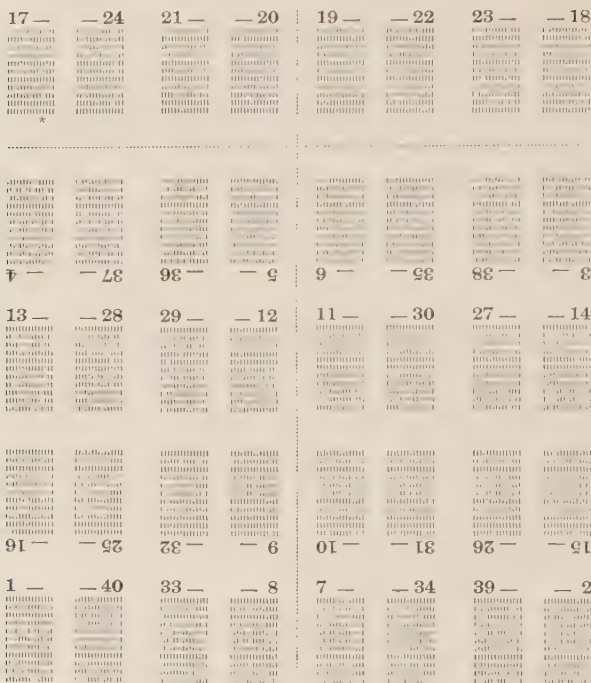 17 — — 24 21 — — 20 19 — — 22 23 — — 18
*
4 — — 37 36 — — 5 6 — — 35 38 — — 3
13 — — 28 29 — — 12 11 — — 30 27 — — 14
16 — — 25 32 — — 9 10 — — 31 26 — — 15
1 — — 40 33 — — 8 7 — — 34 39 — — 2